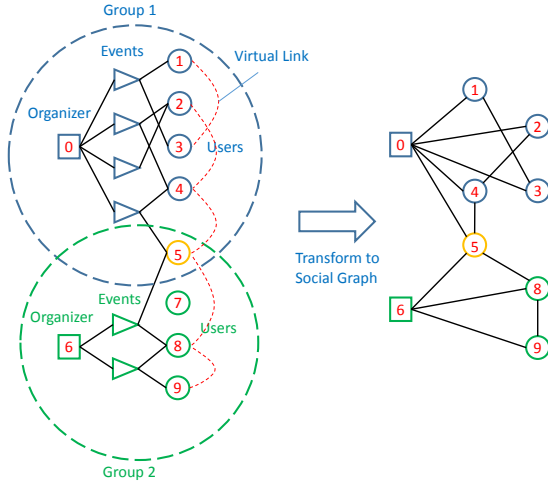 Group 1
Events
Virtual Link
Organizer
Users
0
1
2
3
4
5
Events
Organizer
Users
6
7
8
9
Group 2
Transform to
Social Graph
1
0
2
4
3
5
6
8
9